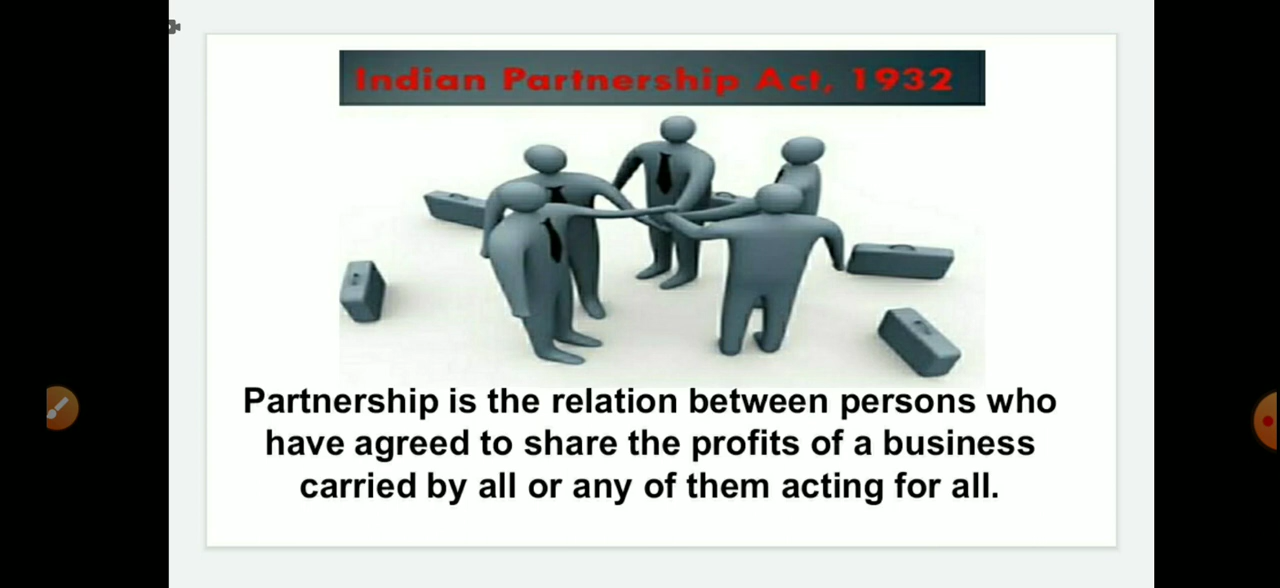 Indian Partnership Act, 1932
Partnership is the relation between persons who
have agreed to share the profits of a business
carried by all or any of them acting for all.